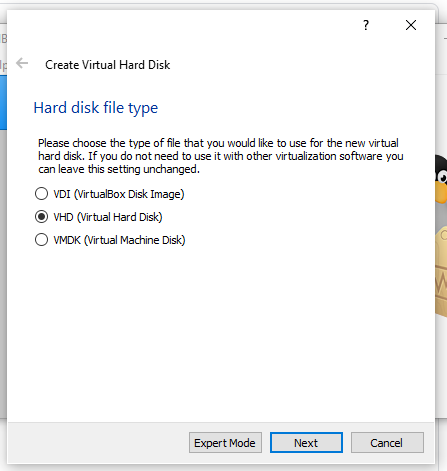 ?
Create Virtual Hard Disk
Hard disk file type
Please choose the type of file that you would like to use for the new virtual
hard disk. If you do not need to use it with other virtualization software you
can leave this setting unchanged.
VDI (VirtualBox Disk Image)
VHD (Virtual Hard Disk)
VMDK (Virtual Machine Disk)
Expert Mode Next Cancel